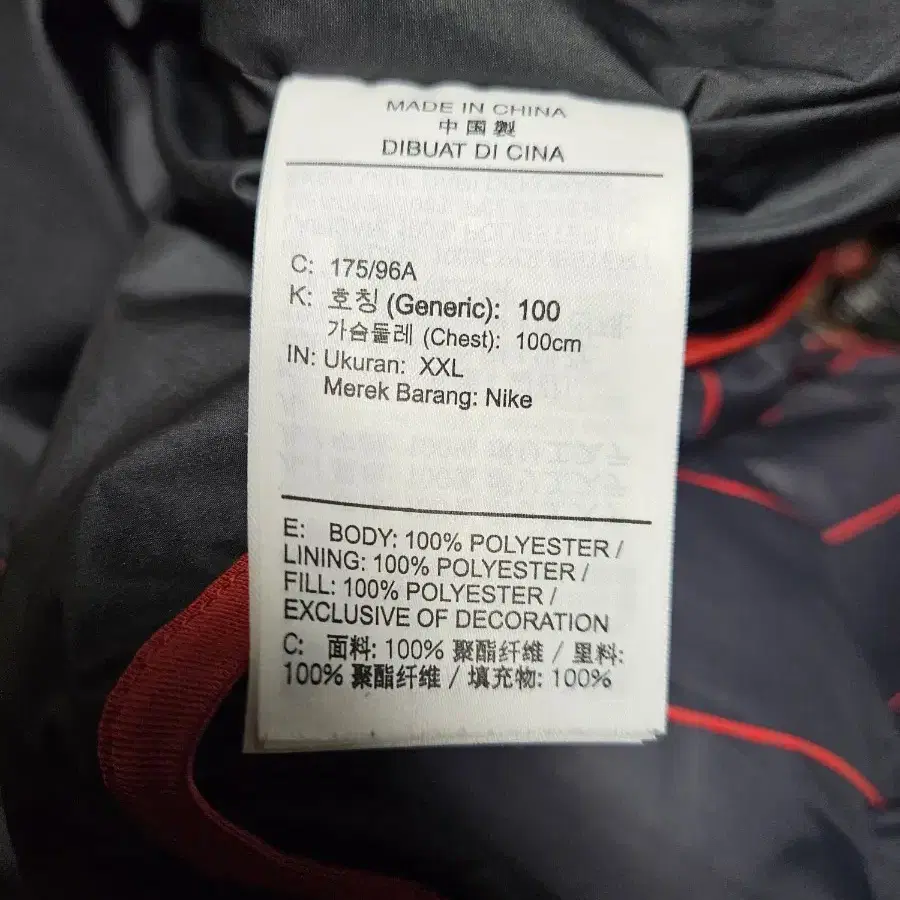 MADE IN CHINA
中国製
DIBUAT DI CINA
C: 175/96A
K: 호칭 (Generic): 100
가슴둘레 (Chest): 100cm
IN: Ukuran: XXL
Merek Barang: Nike
E: BODY: 100% POLYESTER /
LINING: 100% POLYESTER /
FILL: 100% POLYESTER /
EXCLUSIVE OF DECORATION
C: 面料: 100% 聚酯纤维 / 里料:
100% 聚酯纤维 / 填充物: 100%